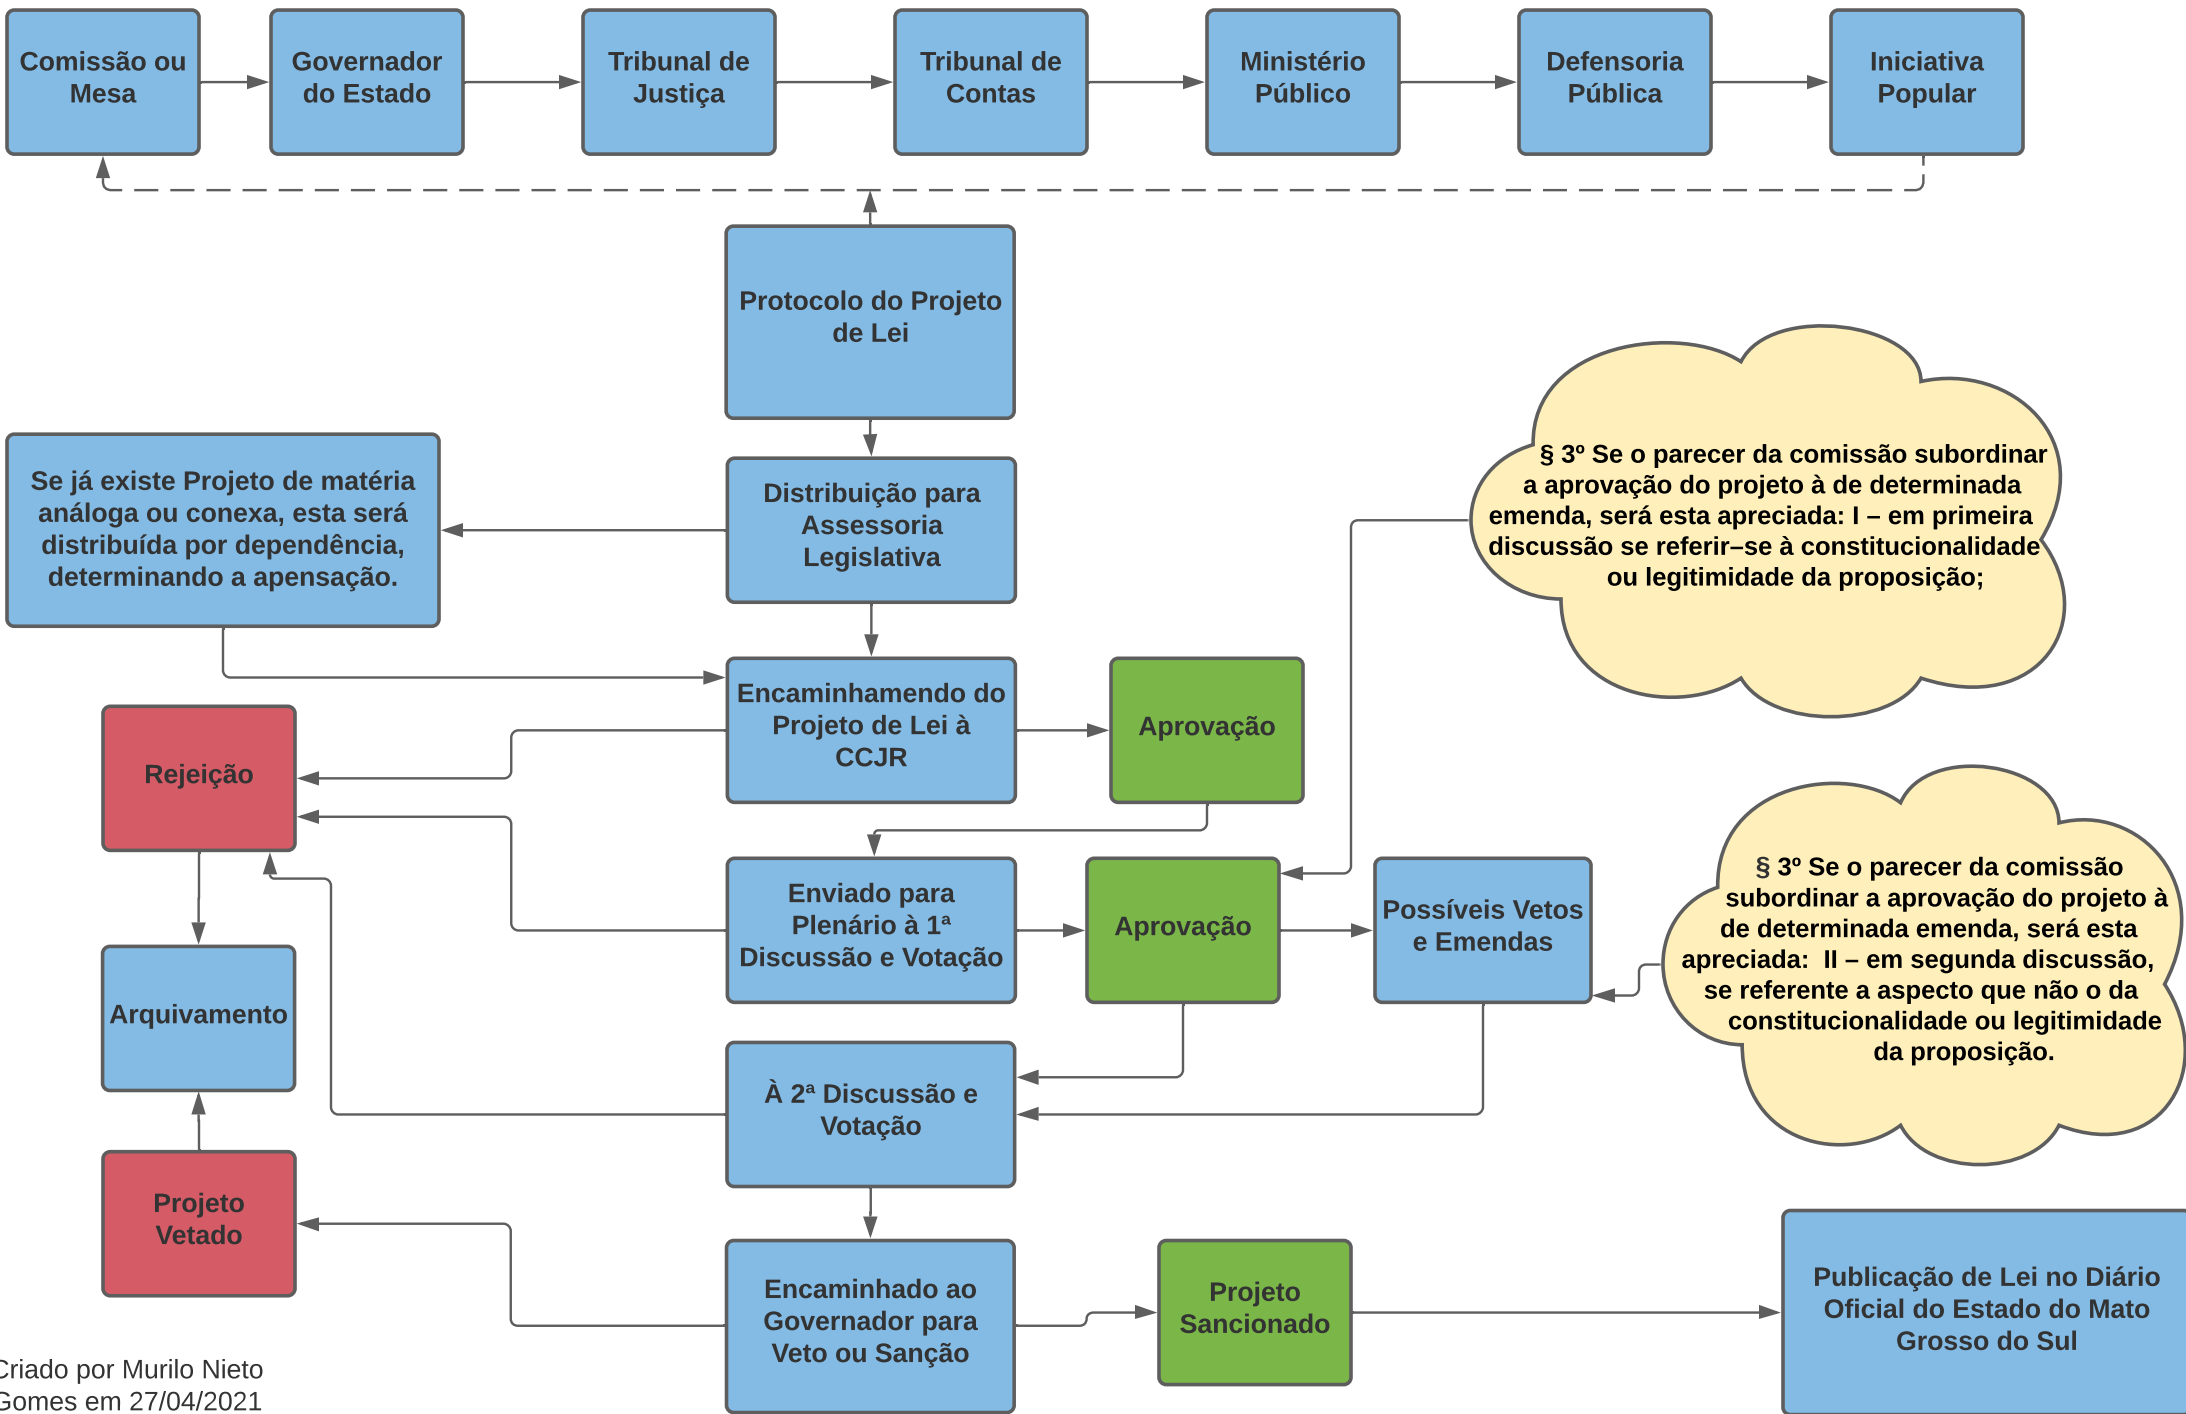 Comissão ou
Mesa
Governador
do Estado
Tribunal de
Justiça
Tribunal de
Contas
Ministério
Público
Defensoria
Pública
Iniciativa
Popular
Protocolo do Projeto
de Lei
§ 3º Se o parecer da comissão subordinar
a aprovação do projeto à de determinada
emenda, será esta apreciada: I – em primeira
discussão se referir–se à constitucionalidade
ou legitimidade da proposição;
Se já existe Projeto de matéria
análoga ou conexa, esta será
distribuída por dependência,
determinando a apensação.
Distribuição para
Assessoria
Legislativa
Encaminhamendo do
Projeto de Lei à
CCJR
Aprovação
Rejeição
Enviado para
Plenário à 1ª
Discussão e Votação
Aprovação
Possíveis Vetos
e Emendas
§ 3º Se o parecer da comissão
subordinar a aprovação do projeto à
de determinada emenda, será esta
apreciada:  II – em segunda discussão,
se referente a aspecto que não o da
constitucionalidade ou legitimidade
da proposição.
Arquivamento
À 2ª Discussão e
Votação
Projeto
Vetado
Encaminhado ao
Governador para
Veto ou Sanção
Projeto
Sancionado
Publicação de Lei no Diário
Oficial do Estado do Mato
Grosso do Sul
Criado por Murilo Nieto
Gomes em 27/04/2021